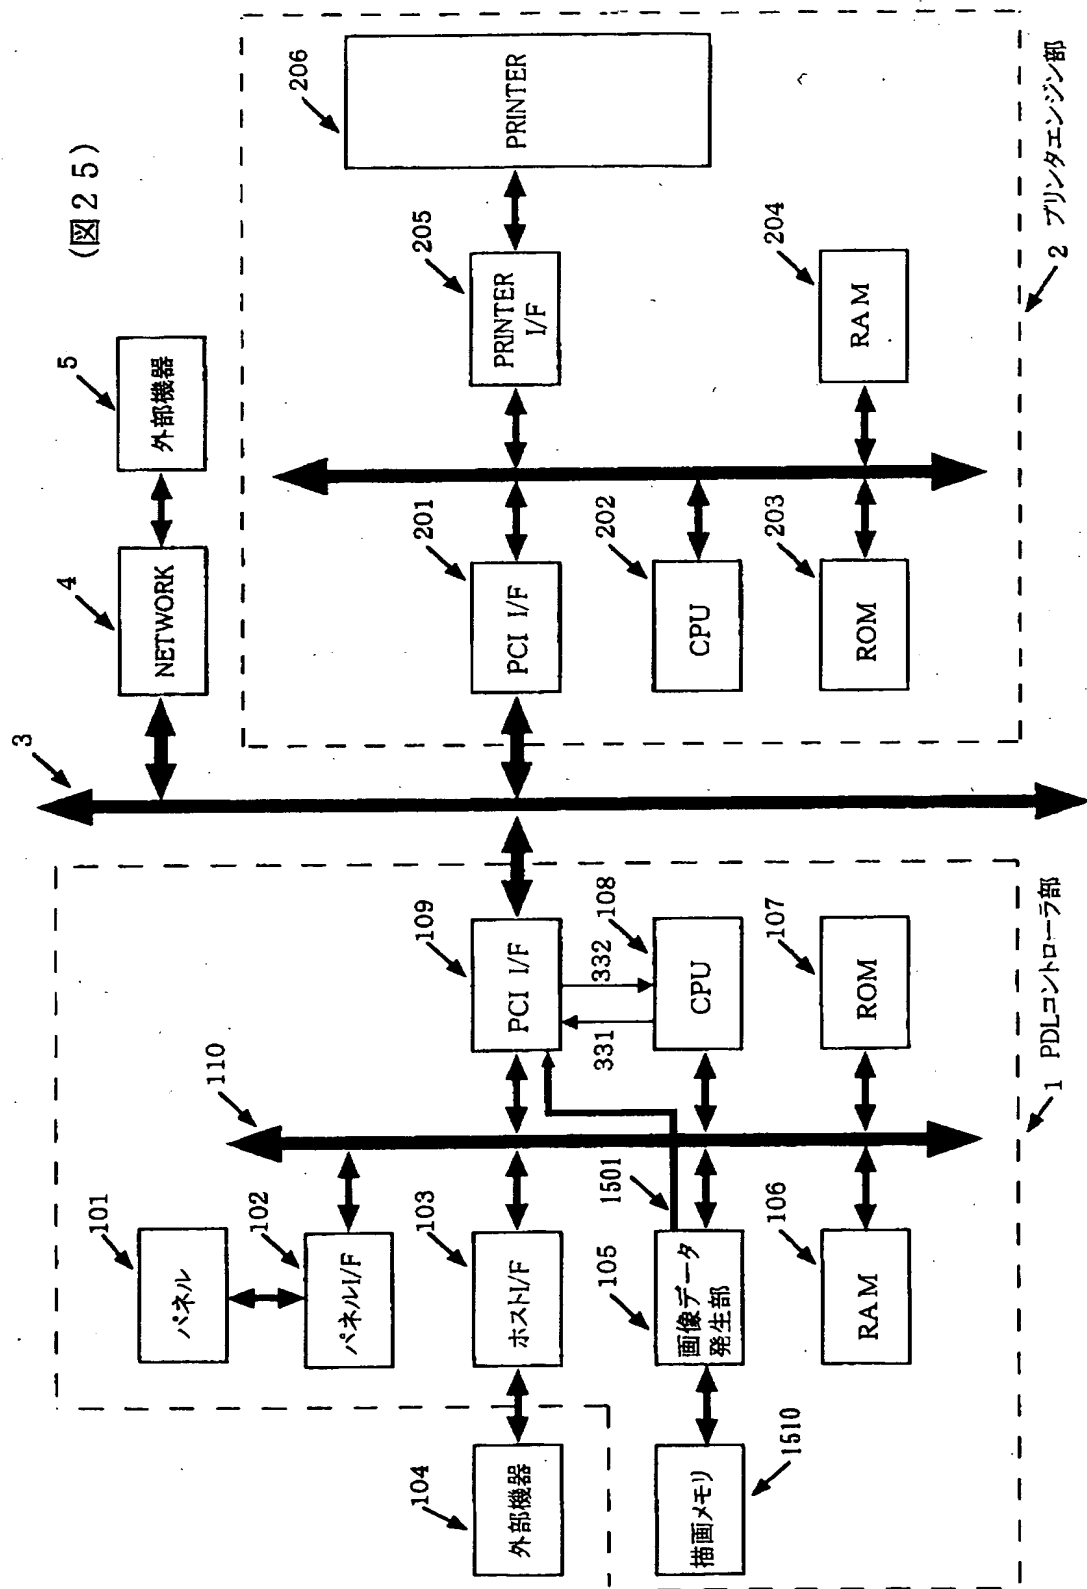 (図25)
3
4
NETWORK
5
外部機器
1 PDLコントローラ部
101
パネル
102
パネルI/F
103
ホストI/F
104
外部機器
105
画像データ
発生部
1501
1510
描画メモリ
106
RAM
107
ROM
108
CPU
109
PCI I/F
110
331
332
2 プリンタエンジン部
201
PCI I/F
202
CPU
203
ROM
204
RAM
205
PRINTER
I/F
206
PRINTER